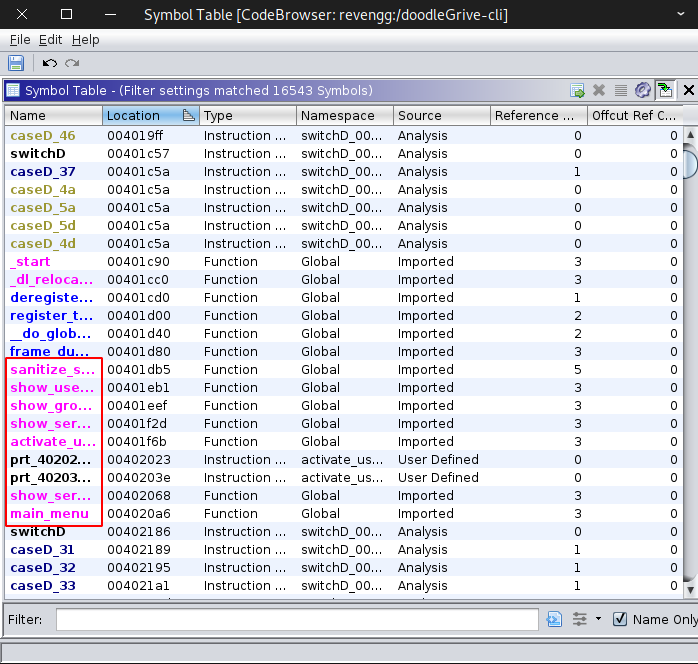 Symbol Table [CodeBrowser: revengg:/doodleGrive-cli]
File Edit Help
Symbol Table - (Filter settings matched 16543 Symbols)
Name Location Type Namespace Source Reference ... Offcut Ref C...
caseD_46 004019ff Instruction ... switchD_00... Analysis 0 0
switchD 00401c57 Instruction ... switchD_00... Analysis 0 0
caseD_37 00401c5a Instruction ... switchD_00... Analysis 1 0
caseD_4a 00401c5a Instruction ... switchD_00... Analysis 0 0
caseD_5a 00401c5a Instruction ... switchD_00... Analysis 0 0
caseD_5d 00401c5a Instruction ... switchD_00... Analysis 0 0
caseD_4d 00401c5a Instruction ... switchD_00... Analysis 0 0
_start 00401c90 Function Global Imported 3 0
_dl_reloca... 00401cc0 Function Global Imported 3 0
deregiste... 00401cd0 Function Global Imported 1 0
register_t... 00401d00 Function Global Imported 2 0
__do_glob... 00401d40 Function Global Imported 2 0
frame_du... 00401d80 Function Global Imported 3 0
sanitize_s... 00401db5 Function Global Imported 5 0
show_use... 00401eb1 Function Global Imported 3 0
show_gro... 00401eef Function Global Imported 3 0
show_ser... 00401f2d Function Global Imported 3 0
activate_u... 00401f6b Function Global Imported 3 0
prt_40202... 00402023 Instruction ... activate_us... User Defined 0 0
prt_40203... 0040203e Instruction ... activate_us... User Defined 0 0
show_ser... 00402068 Function Global Imported 3 0
main_menu 004020a6 Function Global Imported 3 0
switchD 00402186 Instruction ... switchD_00... Analysis 0 0
caseD_31 00402189 Instruction ... switchD_00... Analysis 1 0
caseD_32 00402195 Instruction ... switchD_00... Analysis 1 0
caseD_33 004021a1 Instruction ... switchD_00... Analysis 1 0
Filter: Name Only